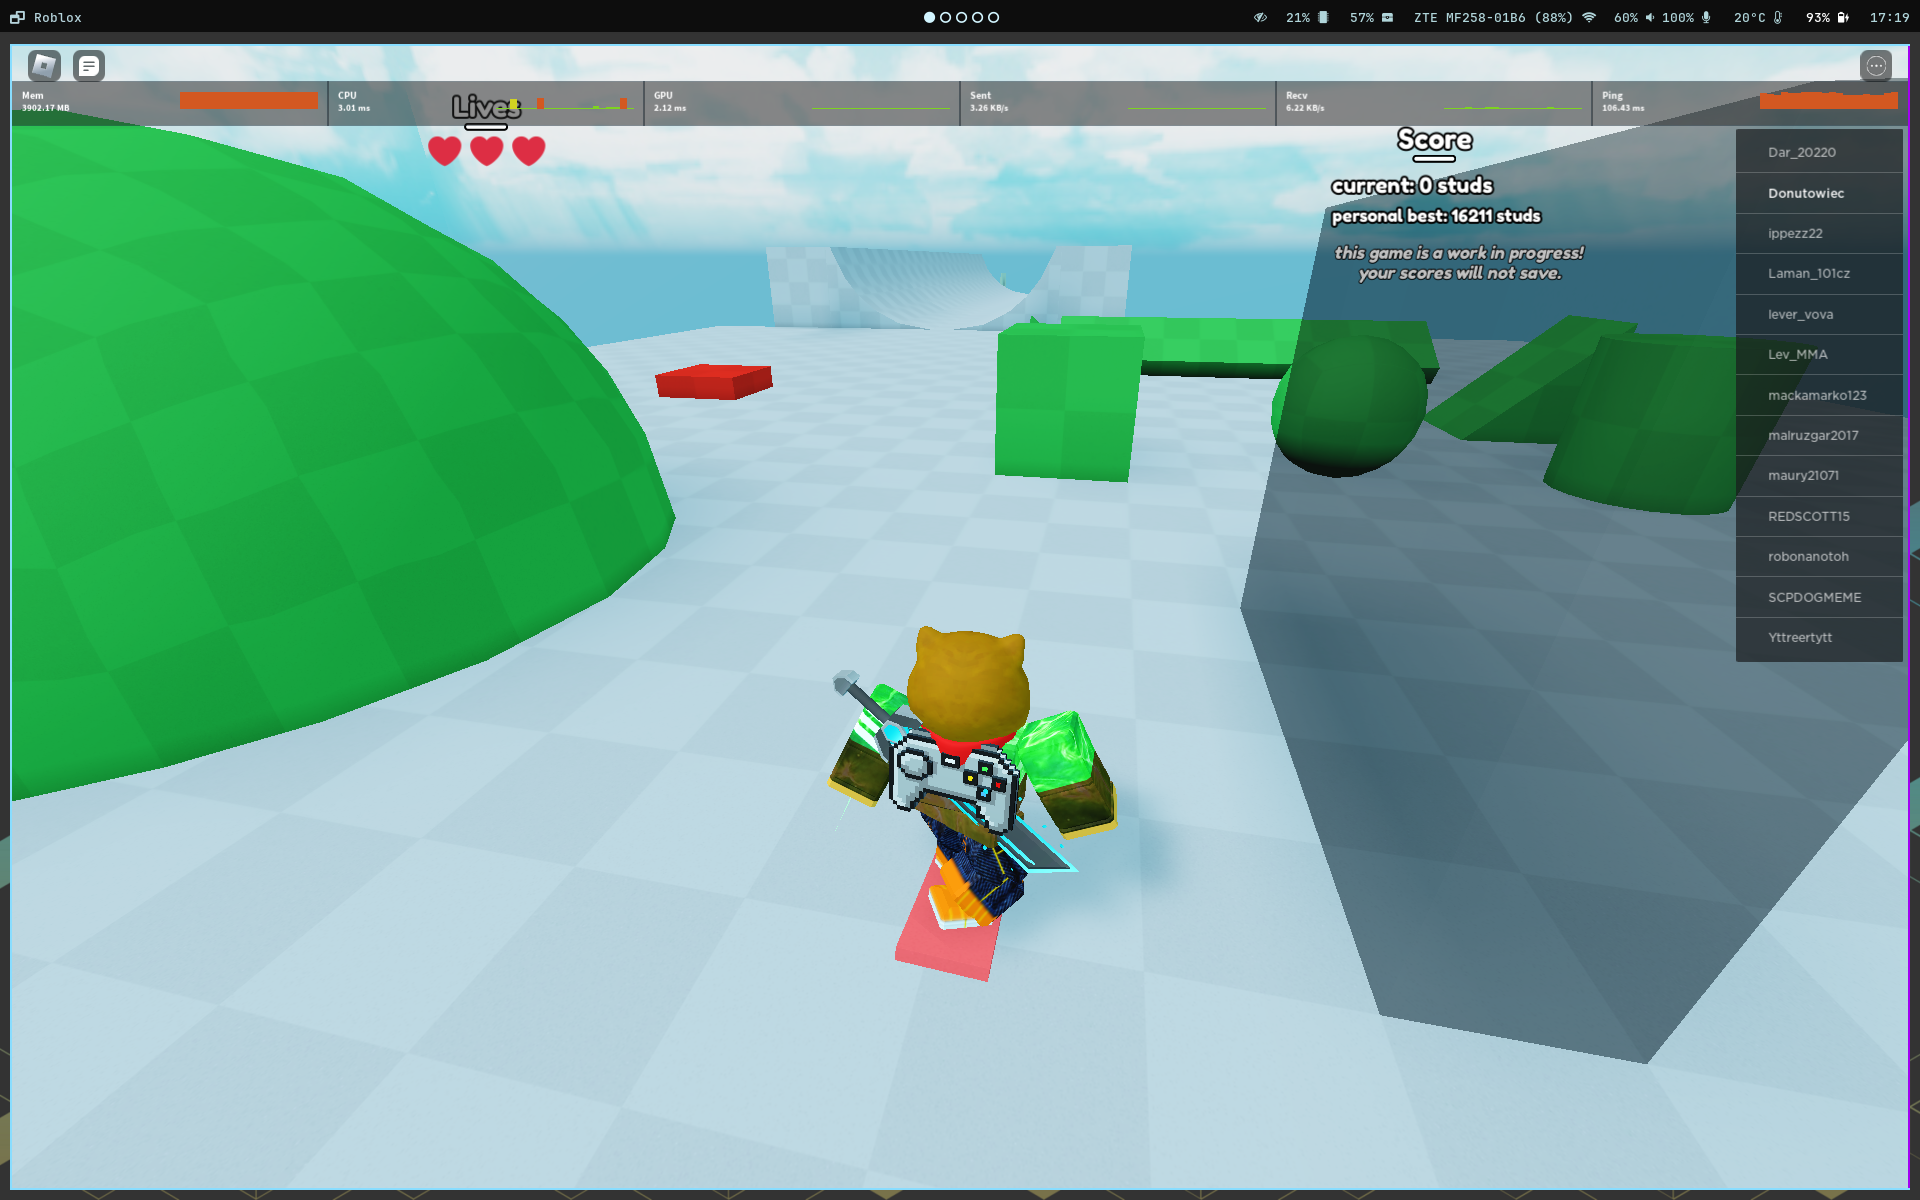 Roblox
21%
57%
ZTE MF258-01B6 (88%)
60%
100%
20°C
93%
17:19
Mem
3902.17 MB
CPU
3.01 ms
GPU
2.12 ms
Sent
3.26 KB/s
Recv
6.22 KB/s
Ping
106.43 ms
Lives
Score
current: 0 studs
personal best: 16211 studs
this game is a work in progress!
your scores will not save.
Dar_20220
Donutowiec
ippezz22
Laman_101cz
lever_vova
Lev_MMA
mackamarko123
malruzgar2017
maury21071
REDSCOTT15
robonanotoh
SCPDOGMEME
Yttreertytt